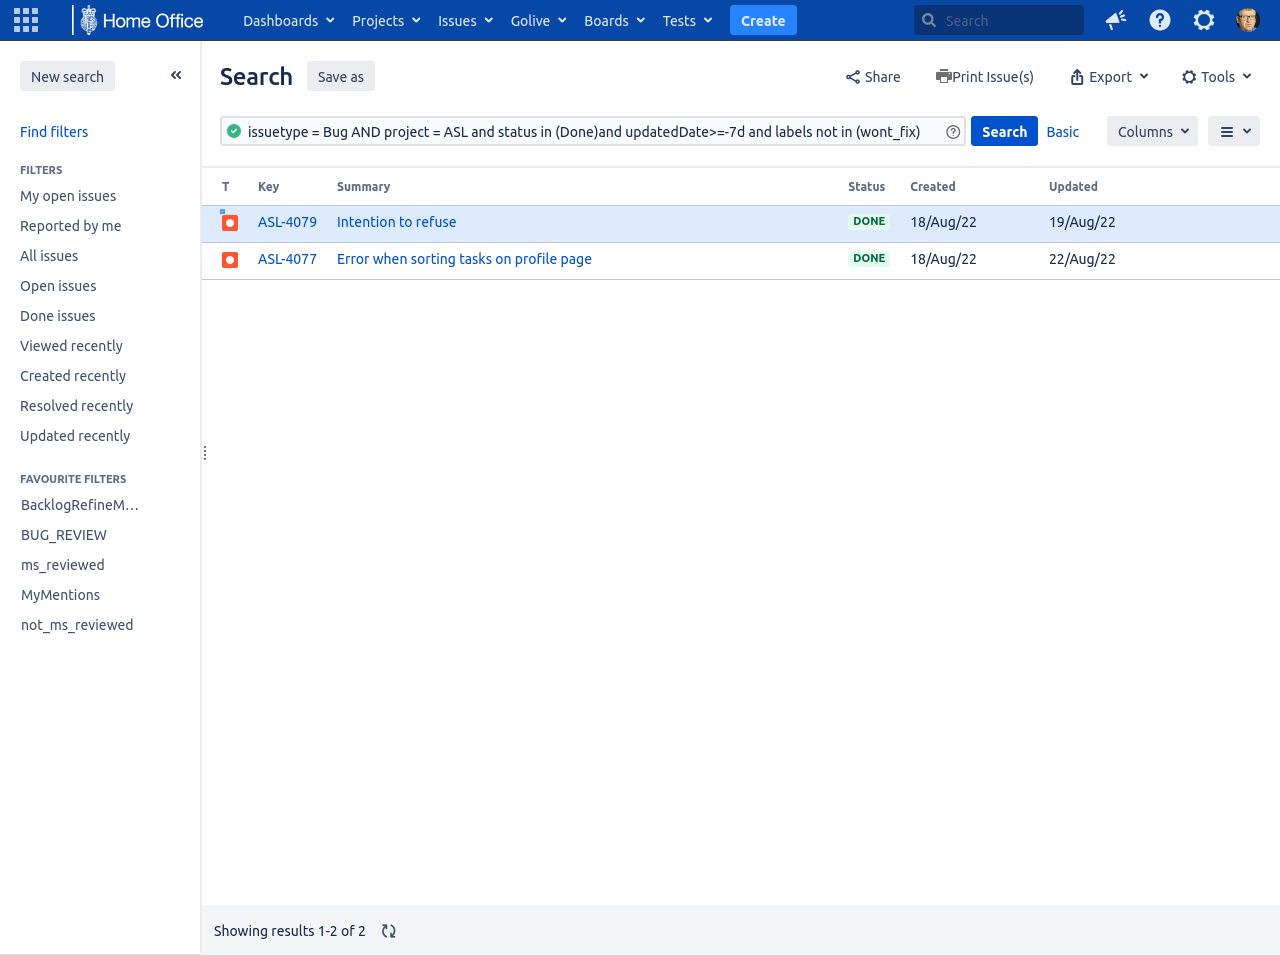 Home Office
Dashboards Projects Issues Golive Boards Tests Create Search
New search
Find filters
FILTERS
My open issues
Reported by me
All issues
Open issues
Done issues
Viewed recently
Created recently
Resolved recently
Updated recently
FAVOURITE FILTERS
BacklogRefineM...
BUG_REVIEW
ms_reviewed
MyMentions
not_ms_reviewed
Search Save as Share Print Issue(s) Export Tools
issuetype = Bug AND project = ASL and status in (Done)and updatedDate>=-7d and labels not in (wont_fix) Search Basic Columns
T Key Summary Status Created Updated
ASL-4079 Intention to refuse DONE 18/Aug/22 19/Aug/22
ASL-4077 Error when sorting tasks on profile page DONE 18/Aug/22 22/Aug/22
Showing results 1-2 of 2